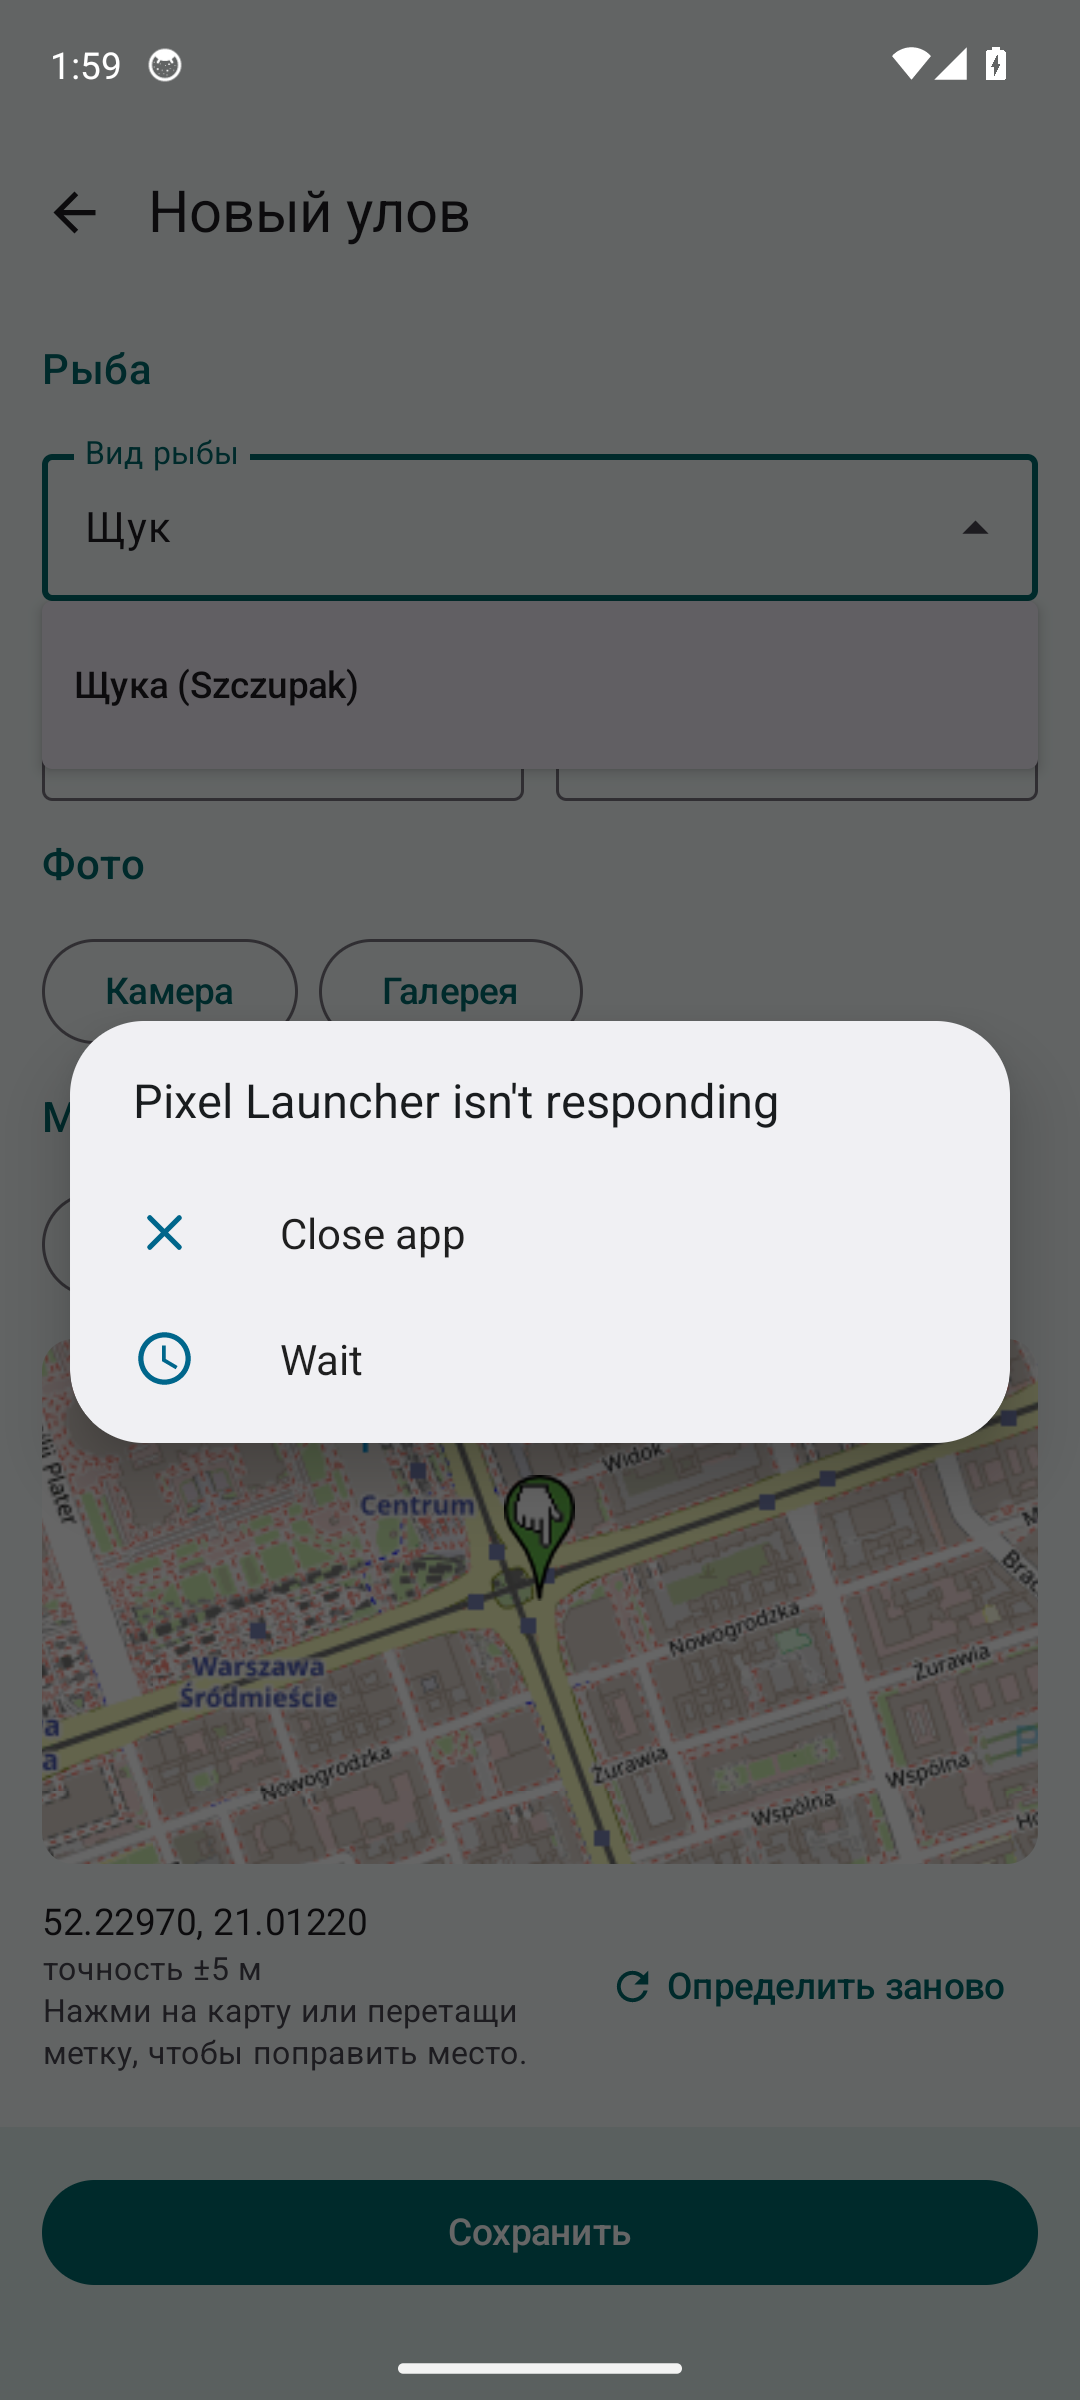 1:59
Новый улов
Рыба
Вид рыбы
Щук
Щука (Szczupak)
Фото
Камера
Галерея
Pixel Launcher isn't responding
Close app
Wait
Widok
Plater
Centrum
Nowogrodzka
Żurawia
Warszawa
Śródmieście
a
a
Nowogrodzka
Żurawia
Wspólna
Wspólna
52.22970, 21.01220
точность ±5 м
Нажми на карту или перетащи
метку, чтобы поправить место.
Определить заново
Сохранить